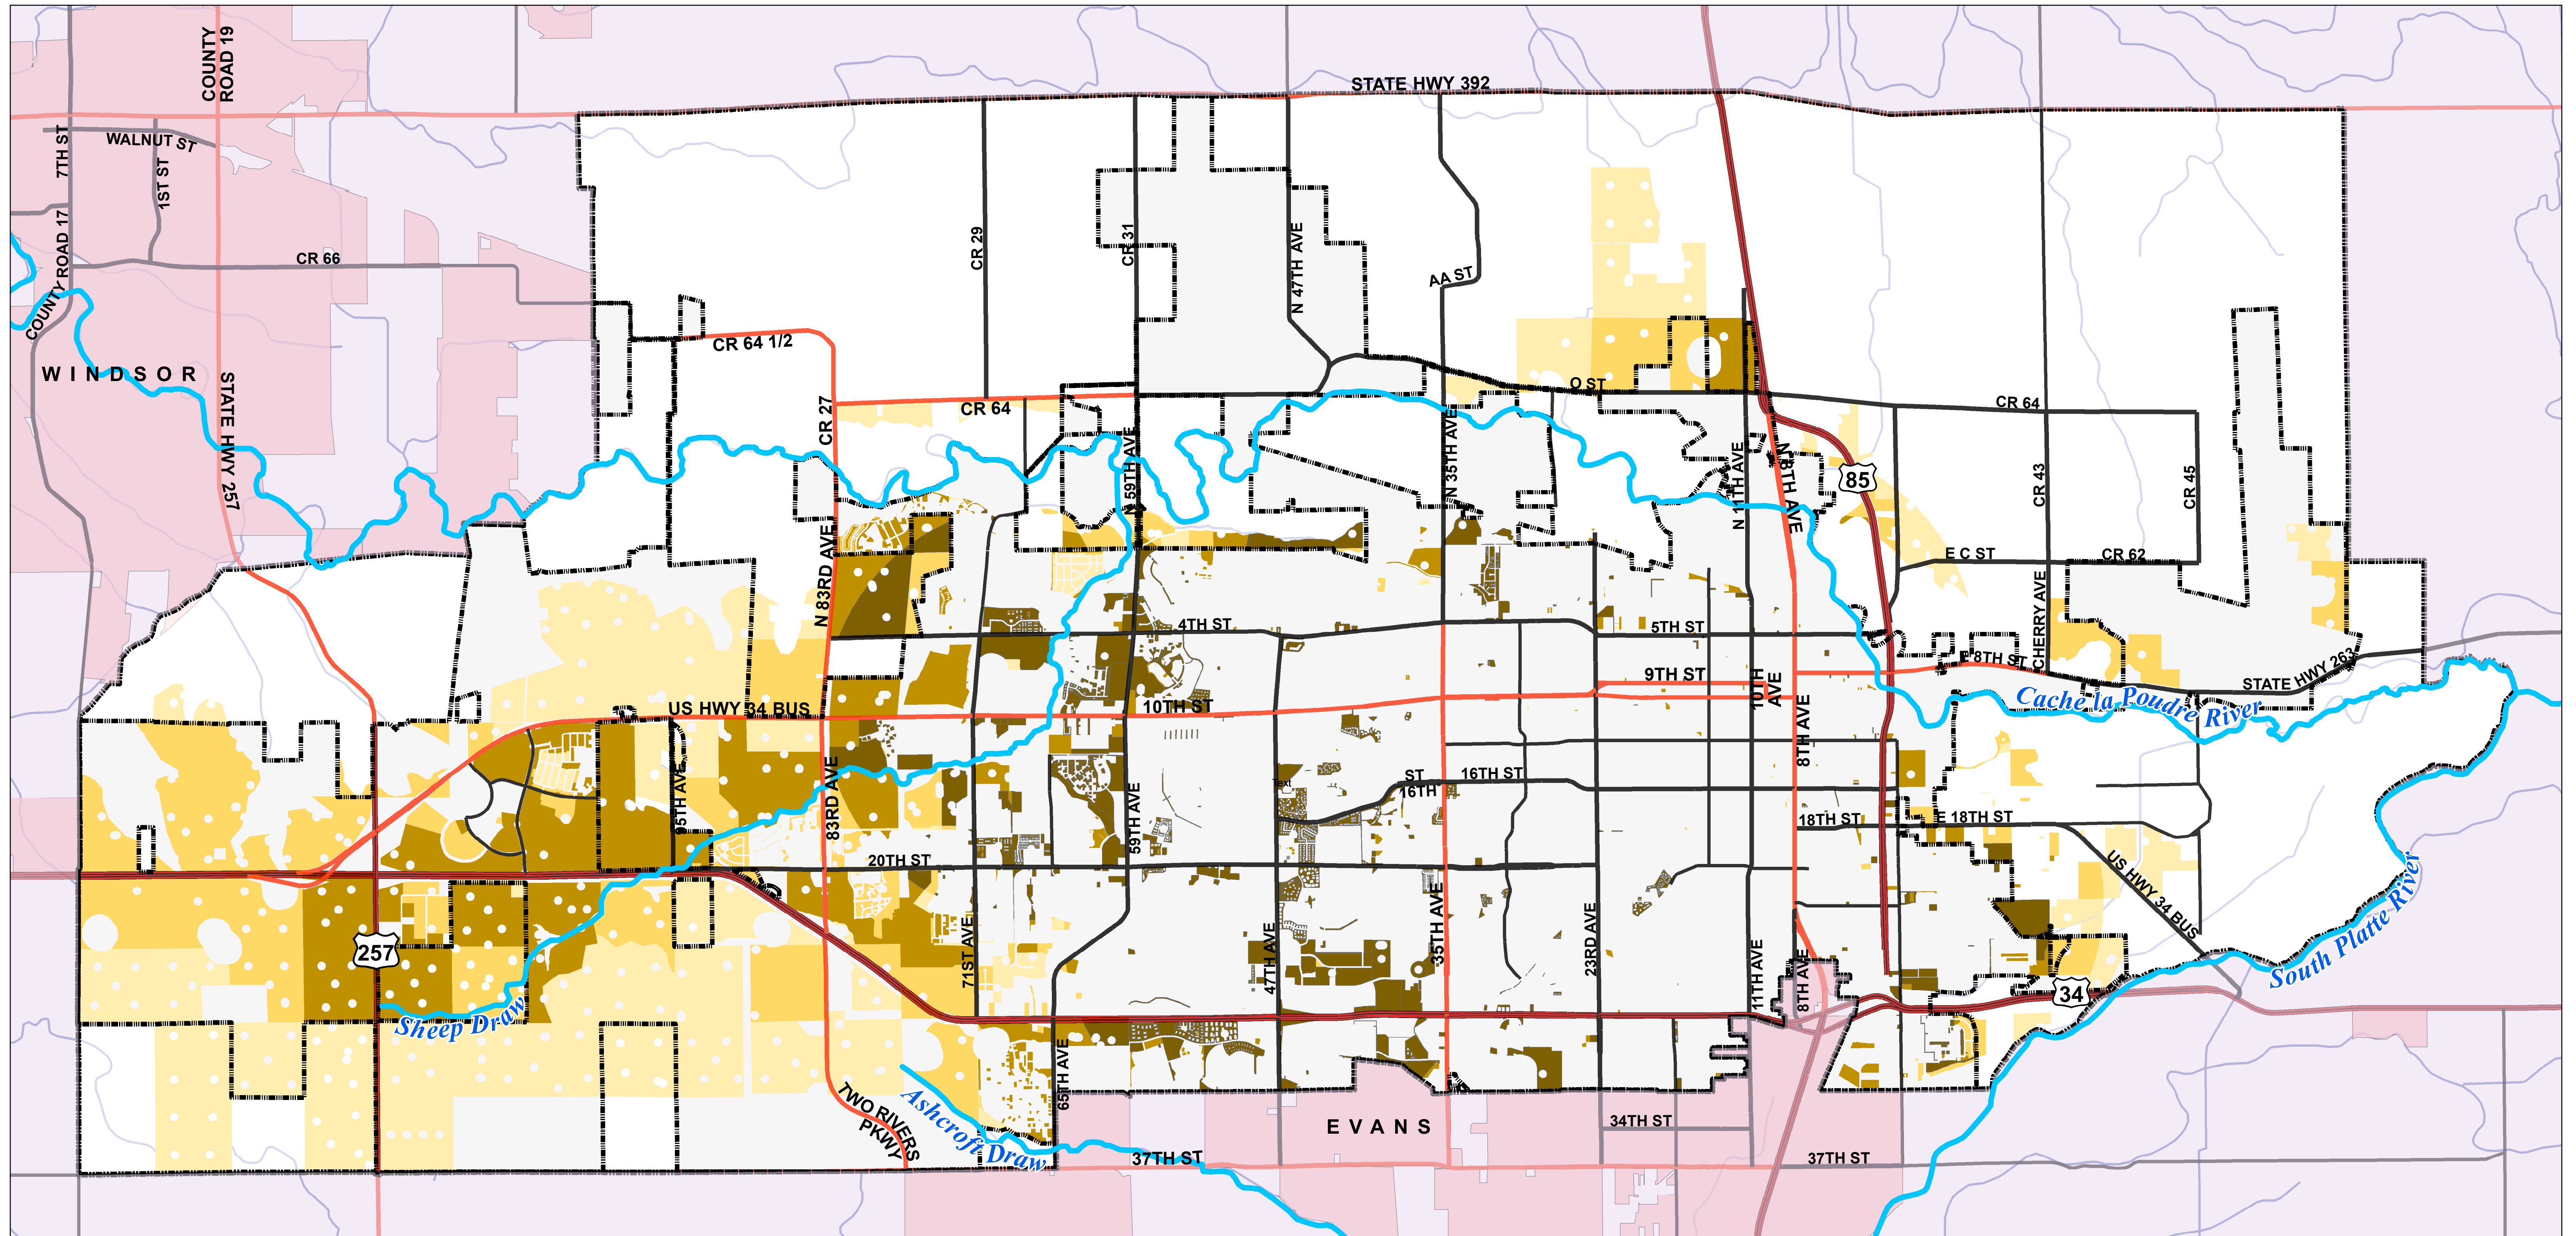 COUNTY
ROAD 19
STATE HWY 392
7TH ST
WALNUT ST
1ST ST
COUNTY ROAD 17
CR 66
CR 29
CR 31
N 47TH AVE
AA ST
CR 64 1/2
WINDSOR
STATE HWY 257
CR 27
CR 64
O ST
CR 64
N 59TH AVE
N 35TH AVE
N 11TH AVE
N 8TH AVE
85
CR 43
CR 45
N 83RD AVE
E C ST
CR 62
CHERRY AVE
4TH ST
5TH ST
E 8TH ST
STATE HWY 263
9TH ST
10TH
AVE
Cache la Poudre River
US HWY 34 BUS
10TH ST
8TH AVE
95TH AVE
83RD AVE
59TH AVE
Text
ST
16TH
16TH ST
18TH ST
E 18TH ST
20TH ST
US HWY 34 BUS
South Platte River
257
71ST AVE
47TH AVE
35TH AVE
23RD AVE
11TH AVE
8TH AVE
34
Sheep Draw
65TH AVE
TWO RIVERS
PKWY
Ashcroft Draw
EVANS
34TH ST
37TH ST
37TH ST